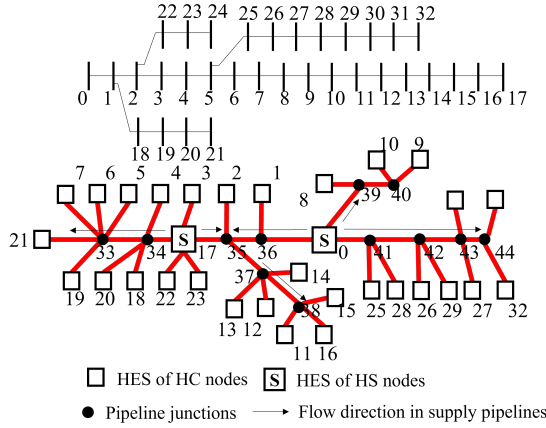 22 23 24
25 26 27 28 29 30 31 32
0 1 2 3 4 5 6 7 8 9 10 11 12 13 14 15 16 17
18 19 20 21
10 9
7 6 5 4 3 2 1
8 39 40
21 33 34 S 17 35 36 S 0 41 42 43 44
37 14
19 20 18 22 23 13 12 38 15 25 28 26 29 27 32
11 16
HES of HC nodes S HES of HS nodes
Pipeline junctions Flow direction in supply pipelines